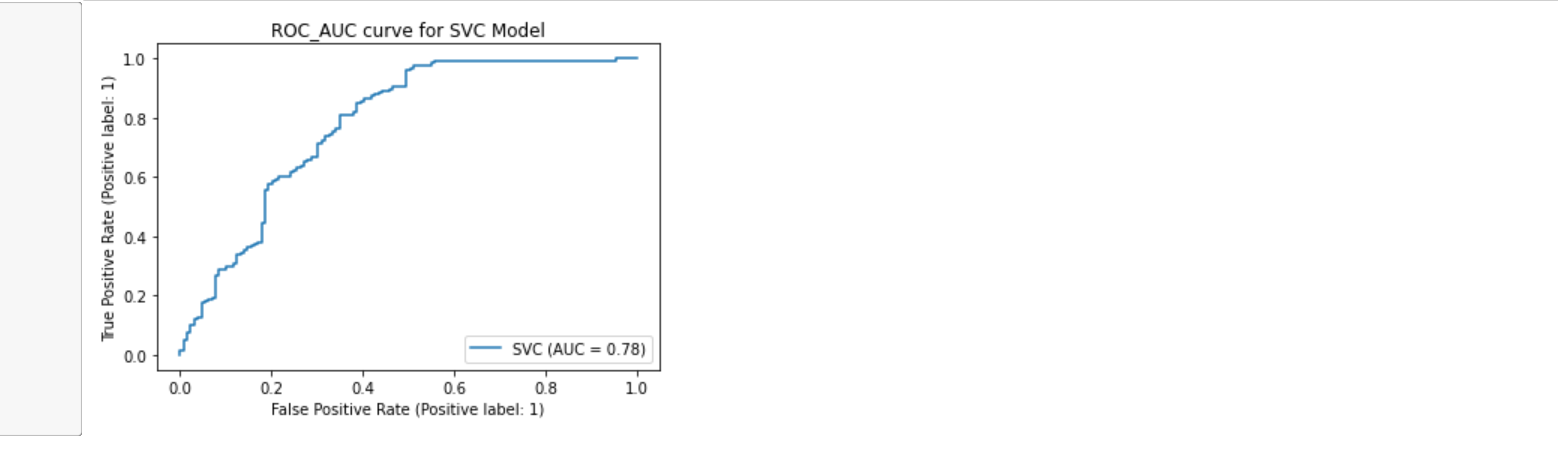 ROC_AUC curve for SVC Model
True Positive Rate (Positive label: 1)
1.0
0.8
0.6
0.4
0.2
0.0
SVC (AUC = 0.78)
0.0 0.2 0.4 0.6 0.8 1.0
False Positive Rate (Positive label: 1)